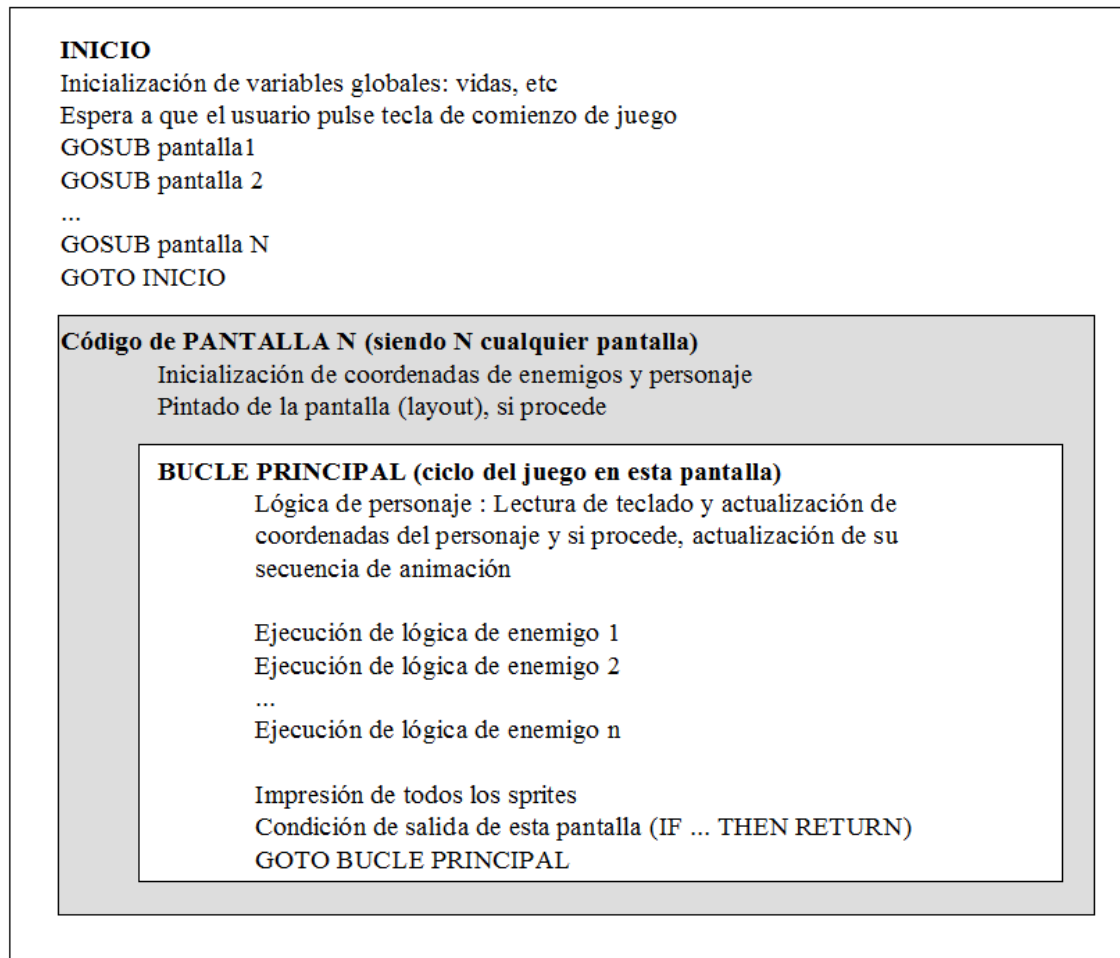 INICIO
Inicialización de variables globales: vidas, etc
Espera a que el usuario pulse tecla de comienzo de juego
GOSUB pantalla1
GOSUB pantalla 2
...
GOSUB pantalla N
GOTO INICIO
Código de PANTALLA N (siendo N cualquier pantalla)
Inicialización de coordenadas de enemigos y personaje
Pintado de la pantalla (layout), si procede
BUCLE PRINCIPAL (ciclo del juego en esta pantalla)
Lógica de personaje : Lectura de teclado y actualización de
coordenadas del personaje y si procede, actualización de su
secuencia de animación
Ejecución de lógica de enemigo 1
Ejecución de lógica de enemigo 2
...
Ejecución de lógica de enemigo n
Impresión de todos los sprites
Condición de salida de esta pantalla (IF ... THEN RETURN)
GOTO BUCLE PRINCIPAL